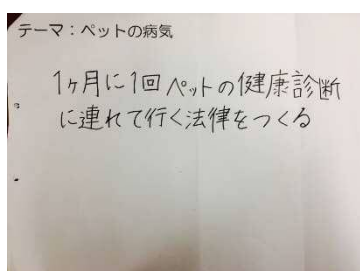 テーマ：ペットの病気
1ヶ月に1回ペットの健康診断
に連れて行く法律をつくる